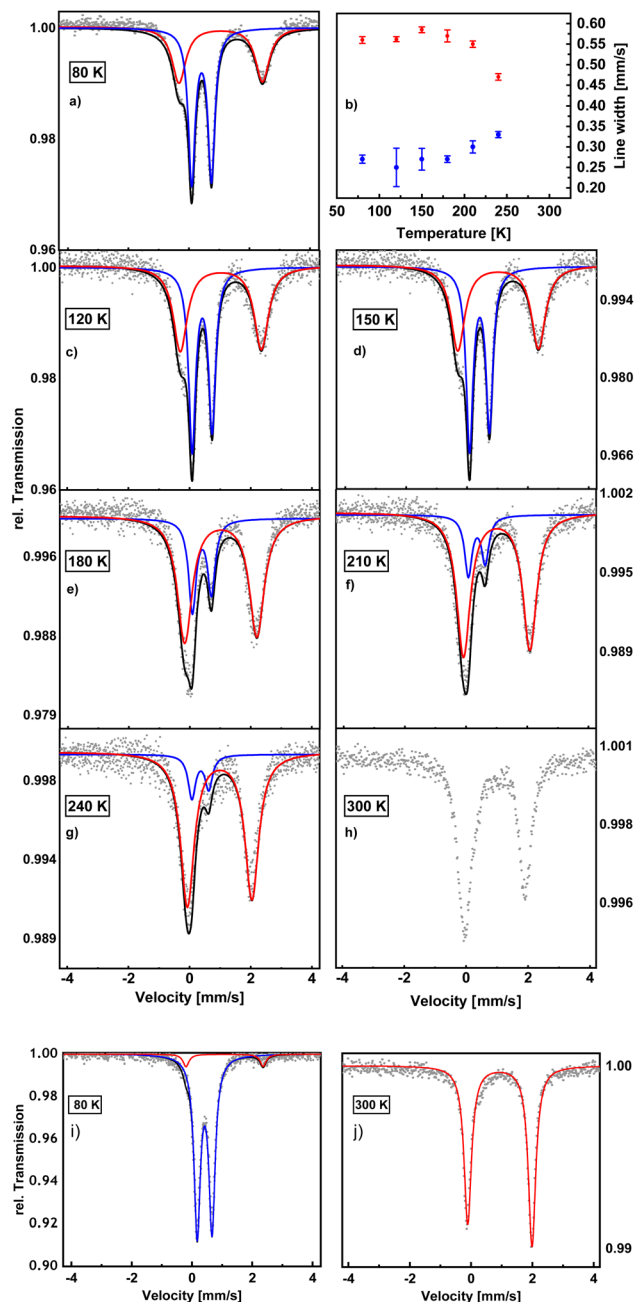 1.00
80 K
a)
0.98
0.96
b)
0.60
0.55
0.50
0.45
0.40
0.35
0.30
0.25
0.20
Line width [mm/s]
50 100 150 200 250 300
Temperature [K]
rel. Transmission
1.00
120 K
c)
0.98
0.96
150 K
d)
0.994
0.980
0.966
180 K
e)
0.996
0.988
0.979
210 K
f)
1.002
0.995
0.989
240 K
g)
0.998
0.994
0.989
-4 -2 0 2 4
Velocity [mm/s]
300 K
h)
1.001
0.998
0.996
-4 -2 0 2 4
Velocity [mm/s]
rel. Transmission
1.00
0.98
0.96
0.94
0.92
0.90
80 K
i)
-4 -2 0 2 4
Velocity [mm/s]
300 K
j)
1.00
0.99
-4 -2 0 2 4
Velocity [mm/s]